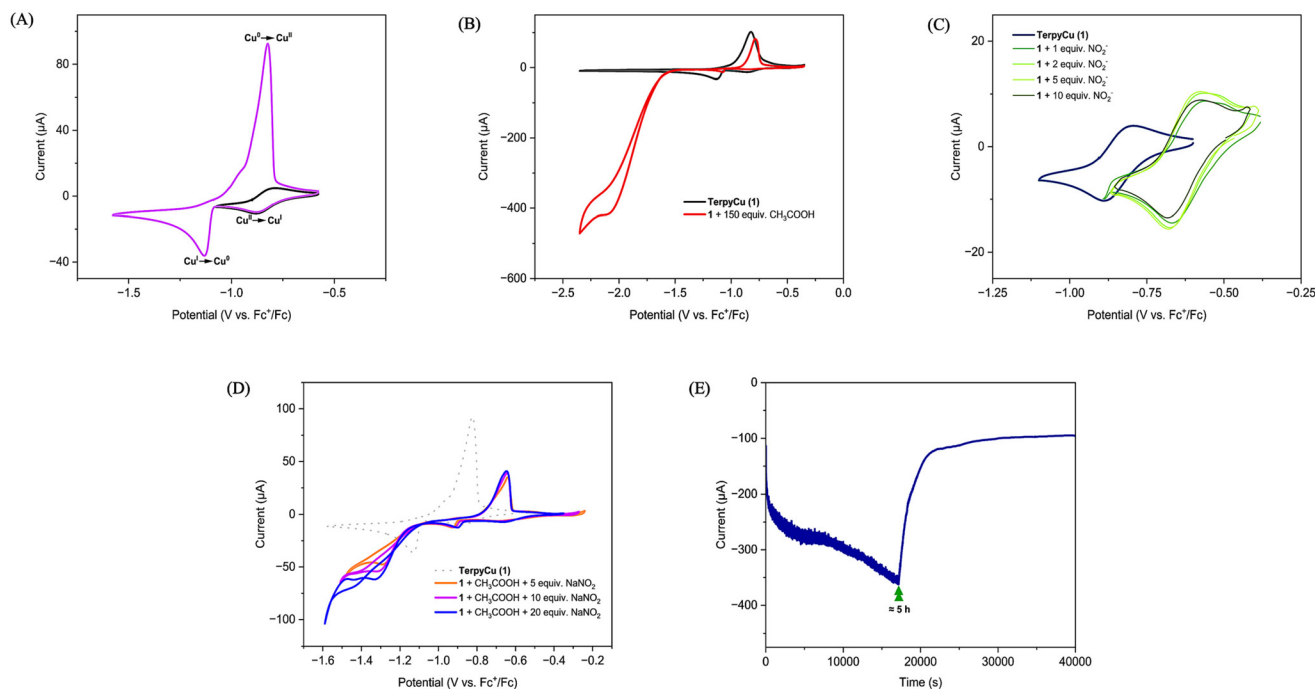 (A)
Cu⁰→Cuᴵᴵ
80
40
0
−40
Cuᴵᴵ→Cuᴵ
Cuᴵ→Cu⁰
−1.5
−1.0
−0.5
Current (µA)
Potential (V vs. Fc⁺/Fc)
(B)
200
0
−200
−400
−600
TerpyCu (1)
1 + 150 equiv. CH₃COOH
−2.5
−2.0
−1.5
−1.0
−0.5
0.0
Current (µA)
Potential (V vs. Fc⁺/Fc)
(C)
20
0
−20
TerpyCu (1)
1 + 1 equiv. NO₂⁻
1 + 2 equiv. NO₂⁻
1 + 5 equiv. NO₂⁻
1 + 10 equiv. NO₂⁻
−1.25
−1.00
−0.75
−0.50
−0.25
Current (µA)
Potential (V vs. Fc⁺/Fc)
(D)
100
50
0
−50
−100
TerpyCu (1)
1 + CH₃COOH + 5 equiv. NaNO₂
1 + CH₃COOH + 10 equiv. NaNO₂
1 + CH₃COOH + 20 equiv. NaNO₂
−1.6
−1.4
−1.2
−1.0
−0.8
−0.6
−0.4
−0.2
Current (µA)
Potential (V vs. Fc⁺/Fc)
(E)
0
−100
−200
−300
−400
≈ 5 h
0
10000
20000
30000
40000
Current (µA)
Time (s)